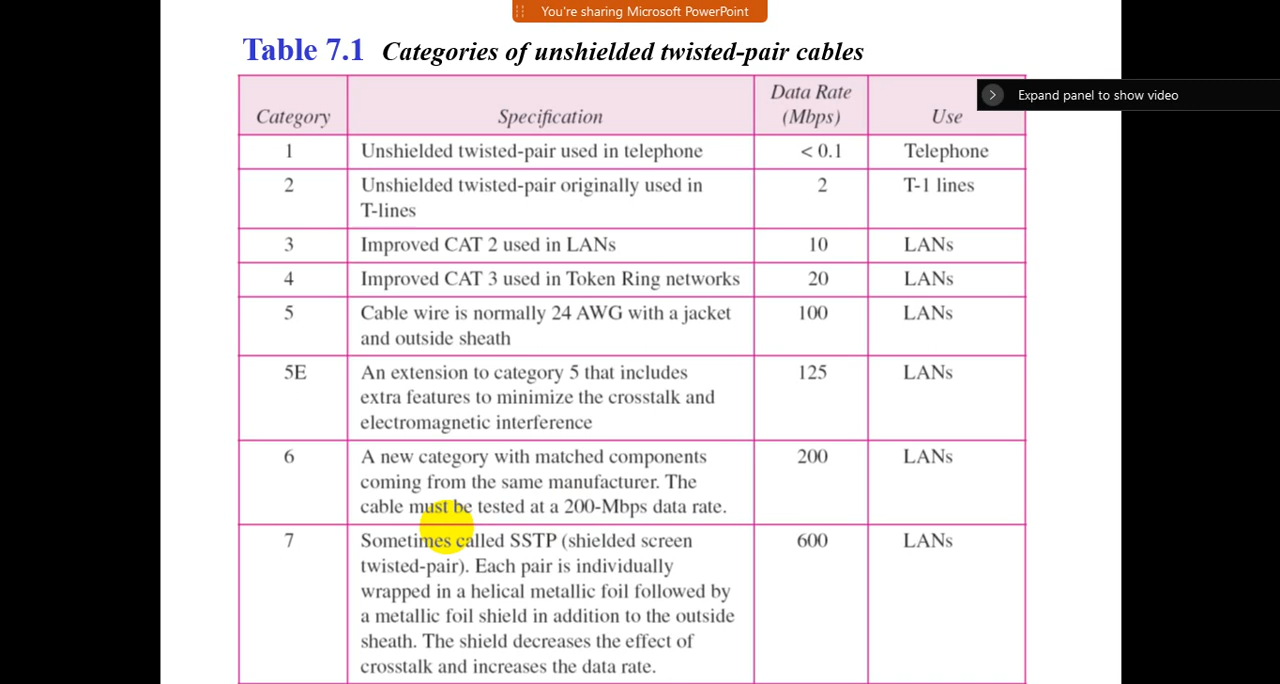 You're sharing Microsoft PowerPoint
Table 7.1 Categories of unshielded twisted-pair cables
Expand panel to show video
Category Specification Data Rate (Mbps) Use
1 Unshielded twisted-pair used in telephone < 0.1 Telephone
2 Unshielded twisted-pair originally used in 2 T-1 lines
T-lines
3 Improved CAT 2 used in LANs 10 LANs
4 Improved CAT 3 used in Token Ring networks 20 LANs
5 Cable wire is normally 24 AWG with a jacket 100 LANs
and outside sheath
5E An extension to category 5 that includes 125 LANs
extra features to minimize the crosstalk and
electromagnetic interference
6 A new category with matched components 200 LANs
coming from the same manufacturer. The
cable must be tested at a 200-Mbps data rate.
7 Sometimes called SSTP (shielded screen 600 LANs
twisted-pair). Each pair is individually
wrapped in a helical metallic foil followed by
a metallic foil shield in addition to the outside
sheath. The shield decreases the effect of
crosstalk and increases the data rate.